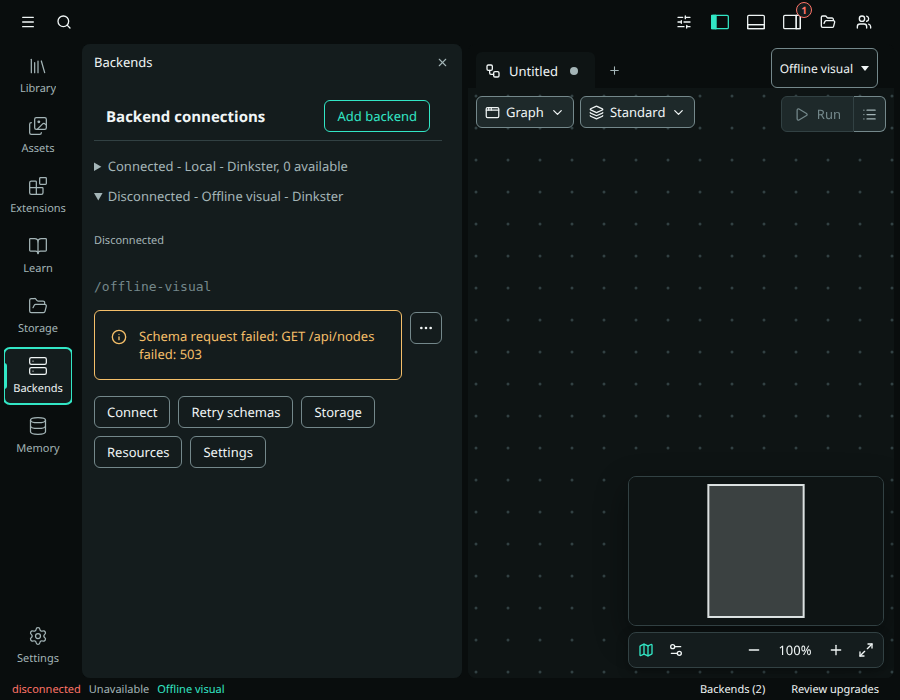 1
Library
Assets
Extensions
Learn
Storage
Backends
Memory
Settings
Backends
Backend connections
Add backend
Connected - Local - Dinkster, 0 available
Disconnected - Offline visual - Dinkster
Disconnected
/offline-visual
Schema request failed: GET /api/nodes
failed: 503
Connect
Retry schemas
Storage
Resources
Settings
Untitled
Offline visual
Graph
Standard
Run
100%
disconnected Unavailable Offline visual
Backends (2) Review upgrades